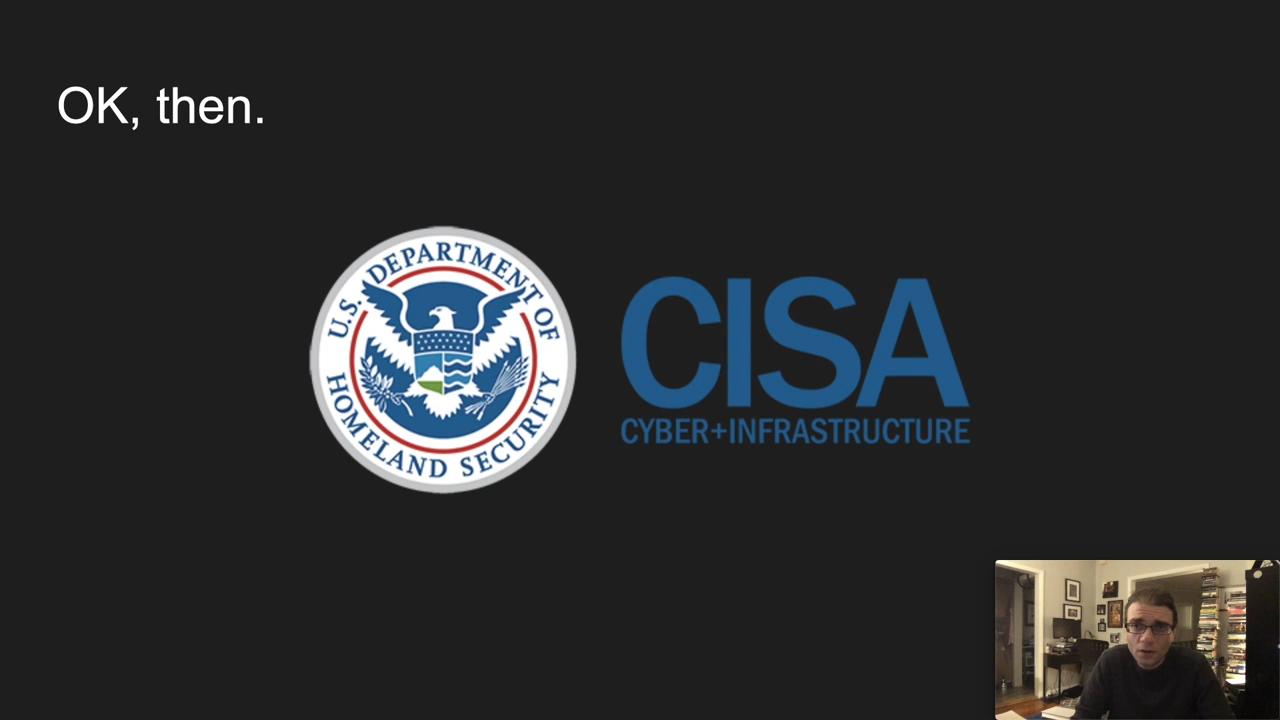 OK, then.
U.S. DEPARTMENT OF
HOMELAND SECURITY
CISA
CYBER+INFRASTRUCTURE